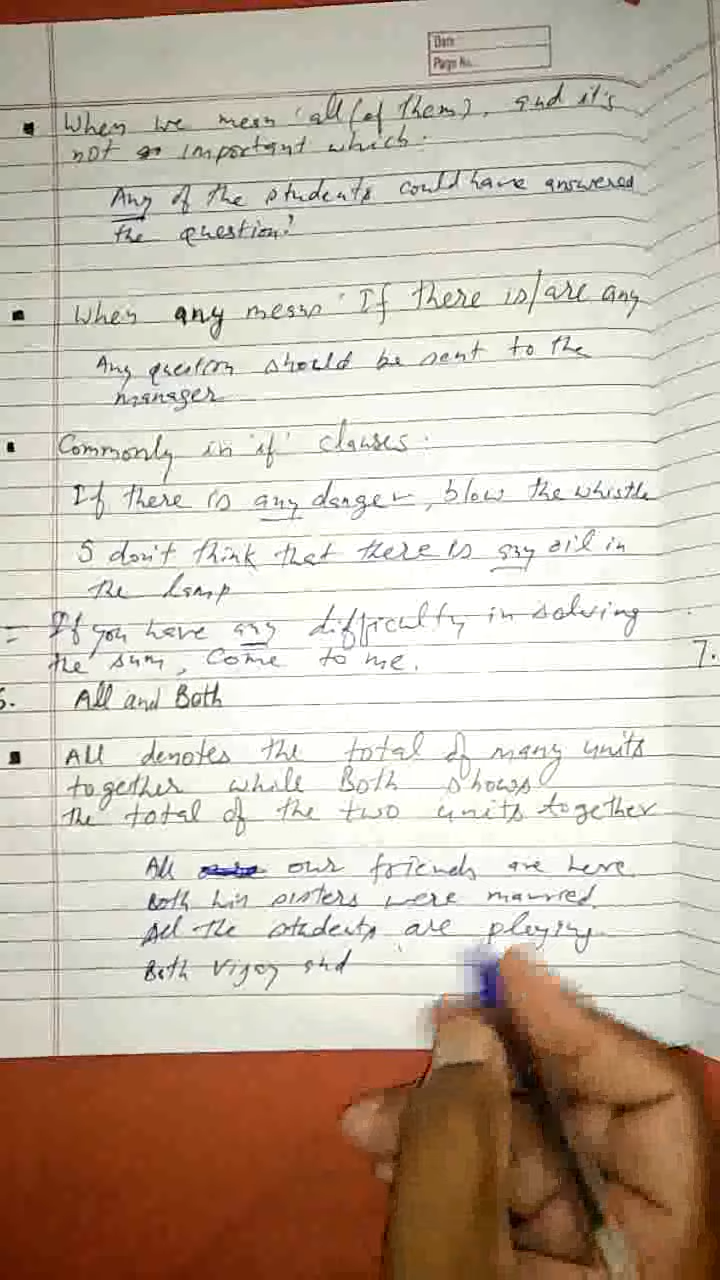 Date
Page No.
When we mean 'all (of them), and it's
not so important which.
Any of the students could have answered
the question?
When any means 'If there is/are any
Any question should be sent to the
manager
Commonly in 'if' clauses.
If there is any danger, blow the whistle
I don't think that there is any oil in
the lamp
If you have any difficulty in solving
the sum, Come to me.
7.
5. All and Both
All denotes the total of many units
together while Both shows
the total of the two units together
All our friends are here.
Both his sisters were married.
All the students are playing.
Both Vijay and